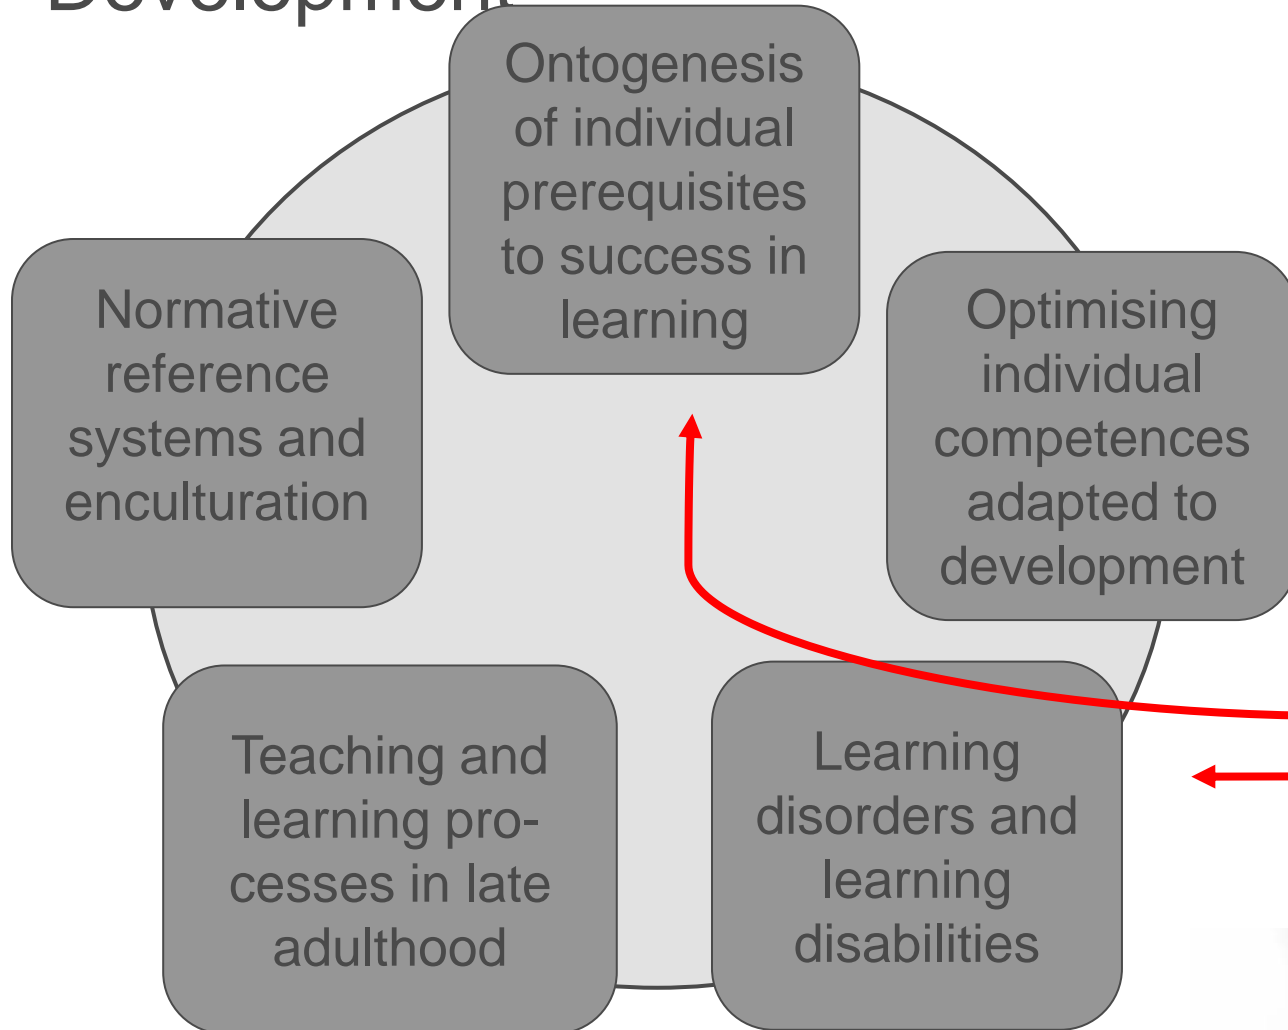 Development
Ontogenesis
of individual
prerequisites
to success in
learning
Normative
reference
systems and
enculturation
Optimising
individual
competences
adapted to
development
Teaching and
learning pro-
cesses in late
adulthood
Learning
disorders and
learning
disabilities